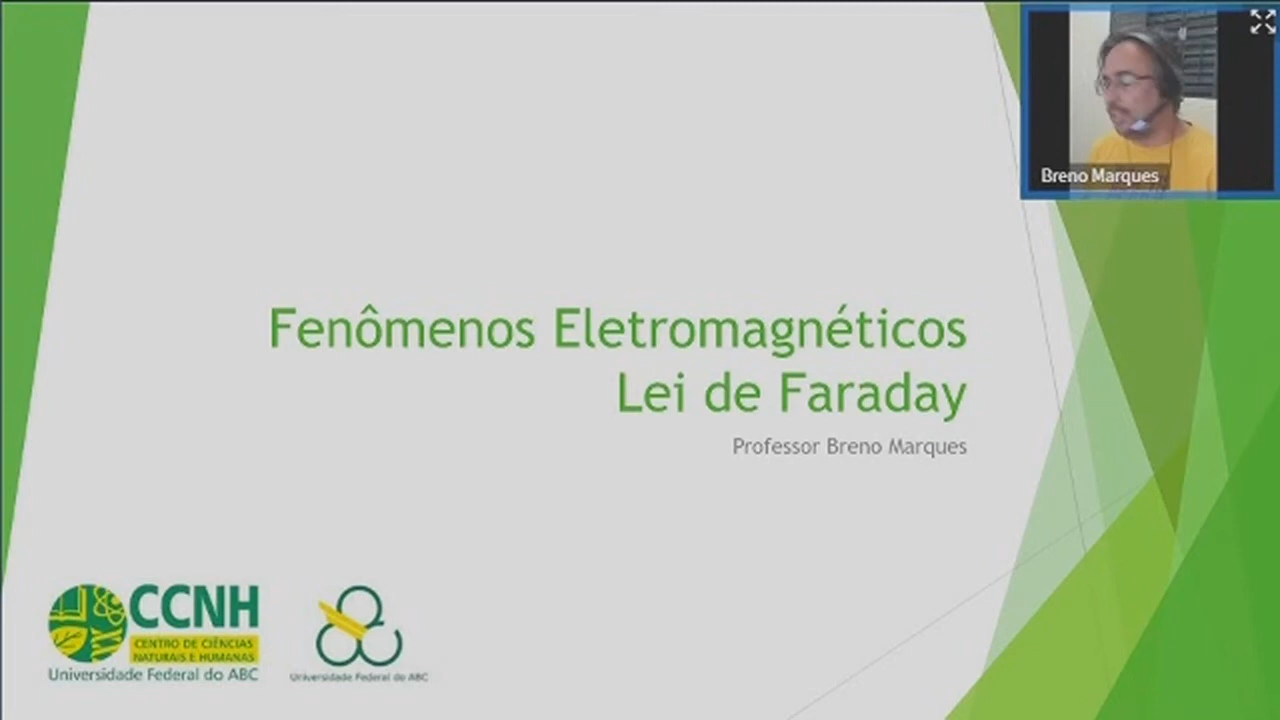 Breno Marques
Fenômenos Eletromagnéticos
Lei de Faraday
Professor Breno Marques
CCNH
CENTRO DE CIÊNCIAS
NATURAIS E HUMANAS
Universidade Federal do ABC
Universidade Federal do ABC